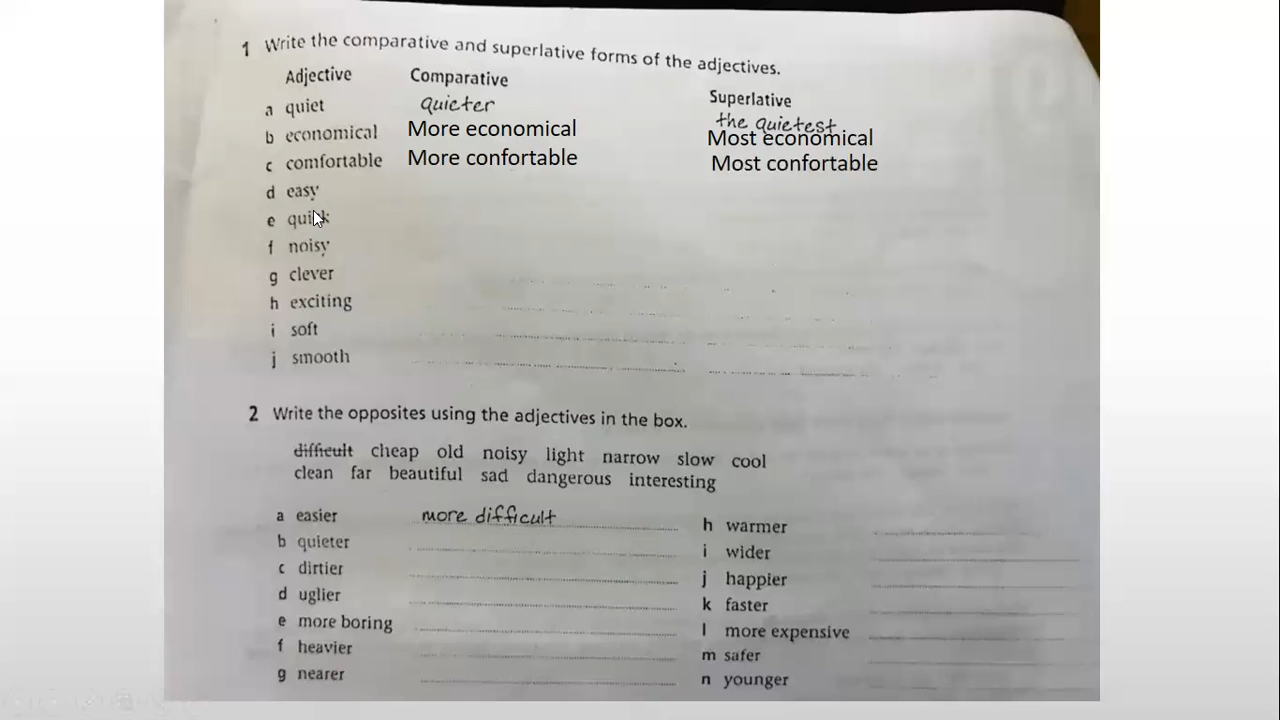 1 Write the comparative and superlative forms of the adjectives.
Adjective Comparative Superlative
a quiet quieter the quietest
b economical More economical Most economical
c comfortable More confortable Most confortable
d easy
e quick
f noisy
g clever
h exciting
i soft
j smooth
2 Write the opposites using the adjectives in the box.
difficult cheap old noisy light narrow slow cool
clean far beautiful sad dangerous interesting
a easier more difficult h warmer
b quieter i wider
c dirtier j happier
d uglier k faster
e more boring l more expensive
f heavier m safer
g nearer n younger